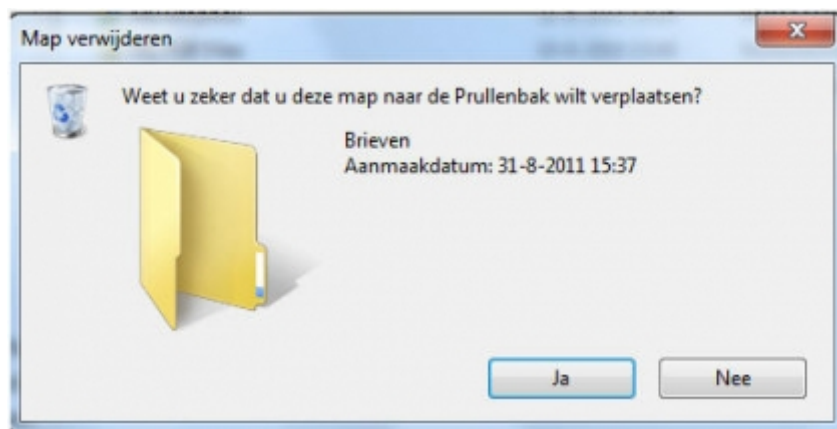 Map verwijderen
Weet u zeker dat u deze map naar de Prullenbak wilt verplaatsen?
Brieven
Aanmaakdatum: 31-8-2011 15:37
Ja
Nee